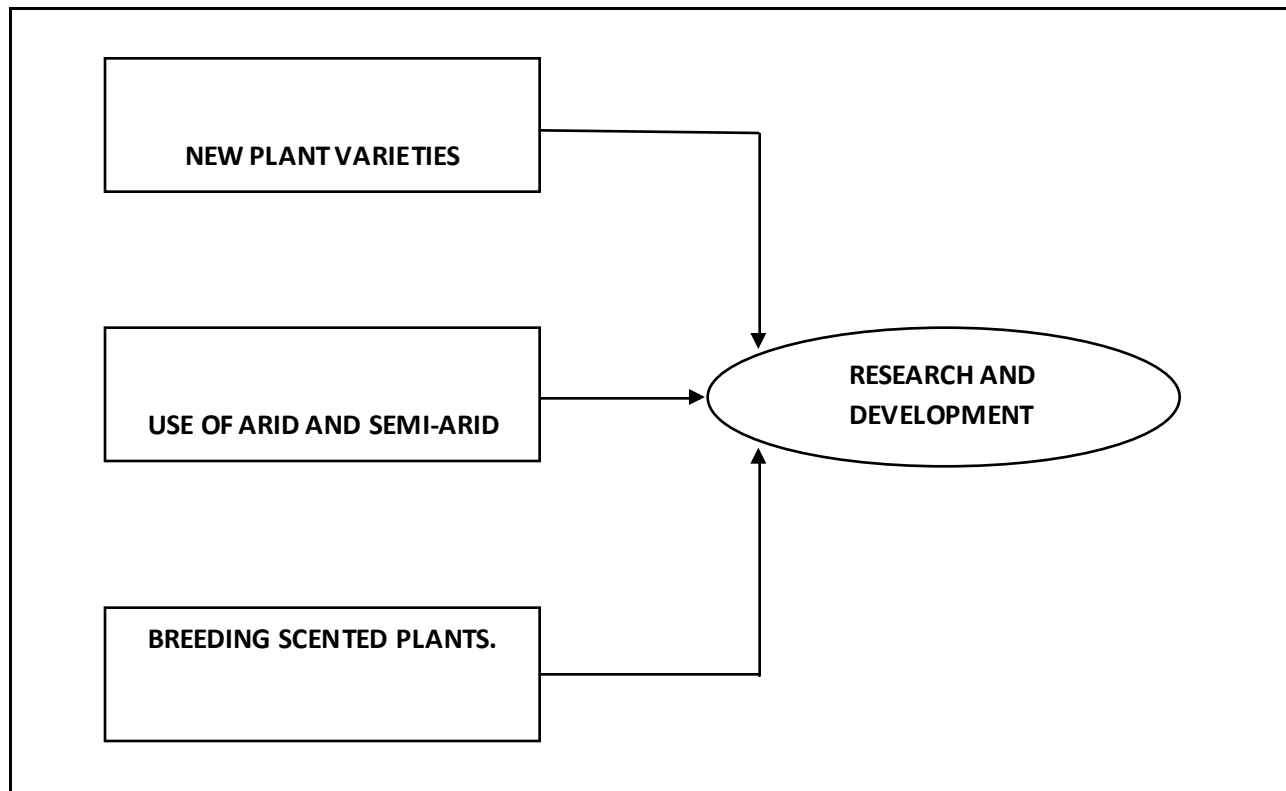 NEW PLANT VARIETIES
USE OF ARID AND SEMI-ARID
RESEARCH AND
DEVELOPMENT
BREEDING SCENTED PLANTS.